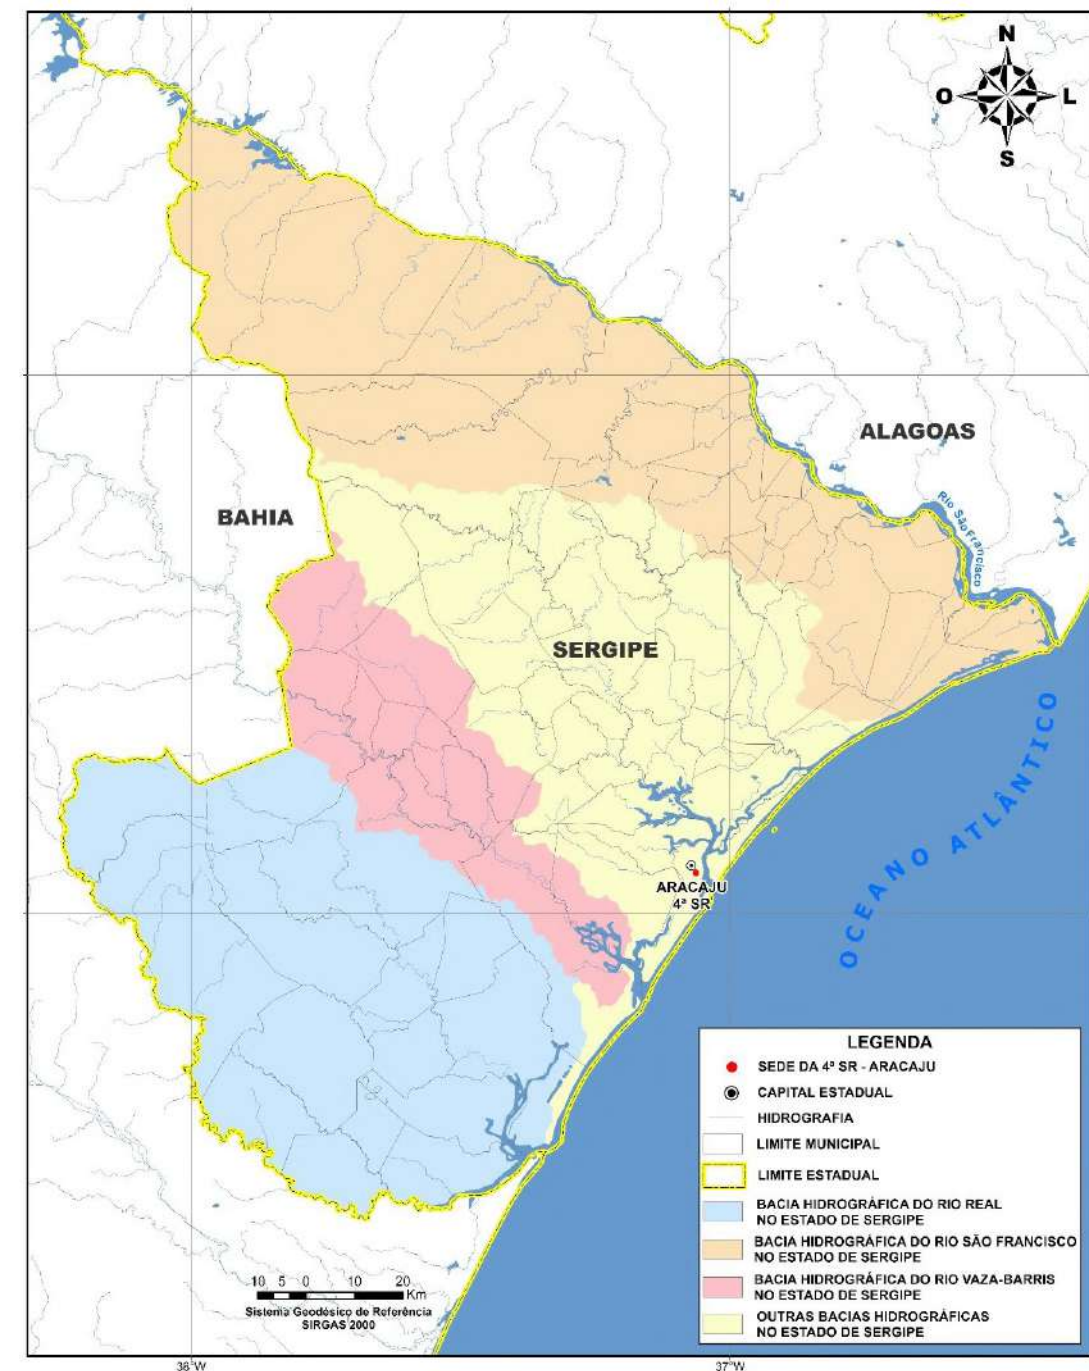 N
O
L
S
ALAGOAS
BAHIA
Rio São Francisco
SERGIPE
OCEANO ATLÂNTICO
ARACAJU
4ª SR
LEGENDA
SEDE DA 4ª SR - ARACAJU
CAPITAL ESTADUAL
HIDROGRAFIA
LIMITE MUNICIPAL
LIMITE ESTADUAL
BACIA HIDROGRÁFICA DO RIO REAL
NO ESTADO DE SERGIPE
BACIA HIDROGRÁFICA DO RIO SÃO FRANCISCO
NO ESTADO DE SERGIPE
BACIA HIDROGRÁFICA DO RIO VAZA-BARRIS
NO ESTADO DE SERGIPE
OUTRAS BACIAS HIDROGRÁFICAS
NO ESTADO DE SERGIPE
10 5 0 10 20
Km
Sistema Geodésico de Referência
SIRGAS 2000
38°W
37°W